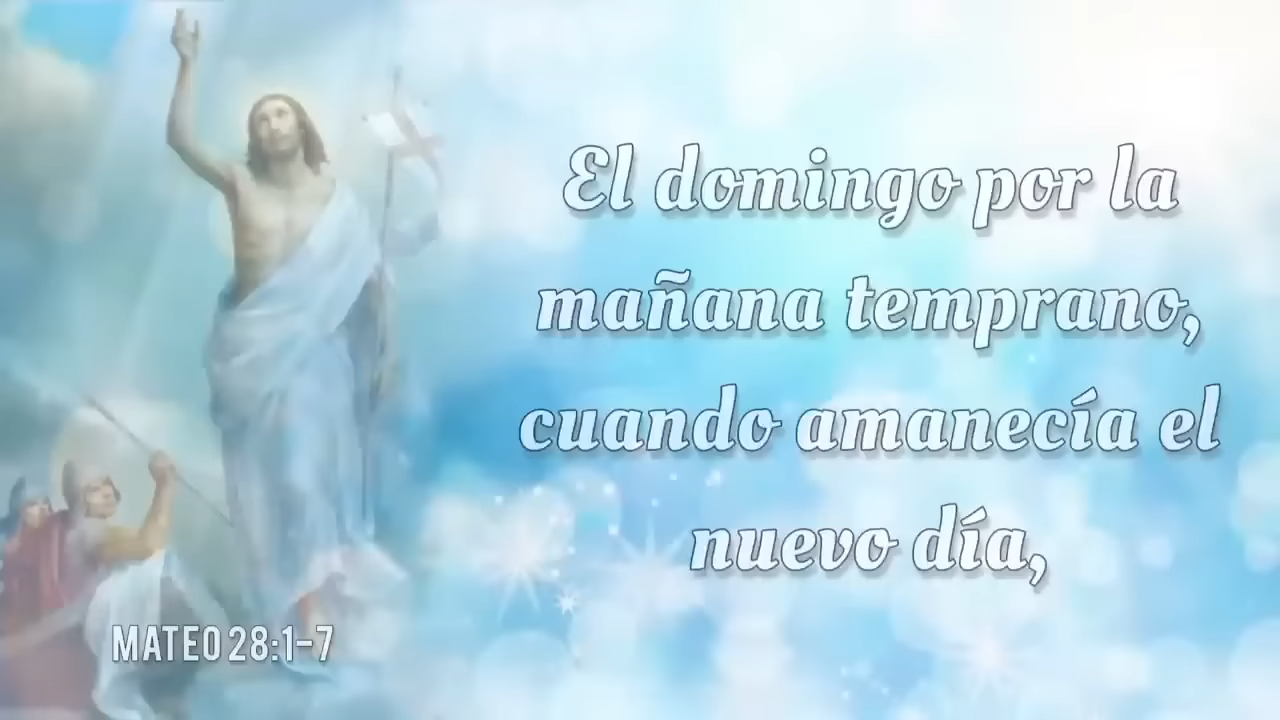 El domingo por la
mañana temprano,
cuando amanecía el
nuevo día,
MATEO 28:1-7